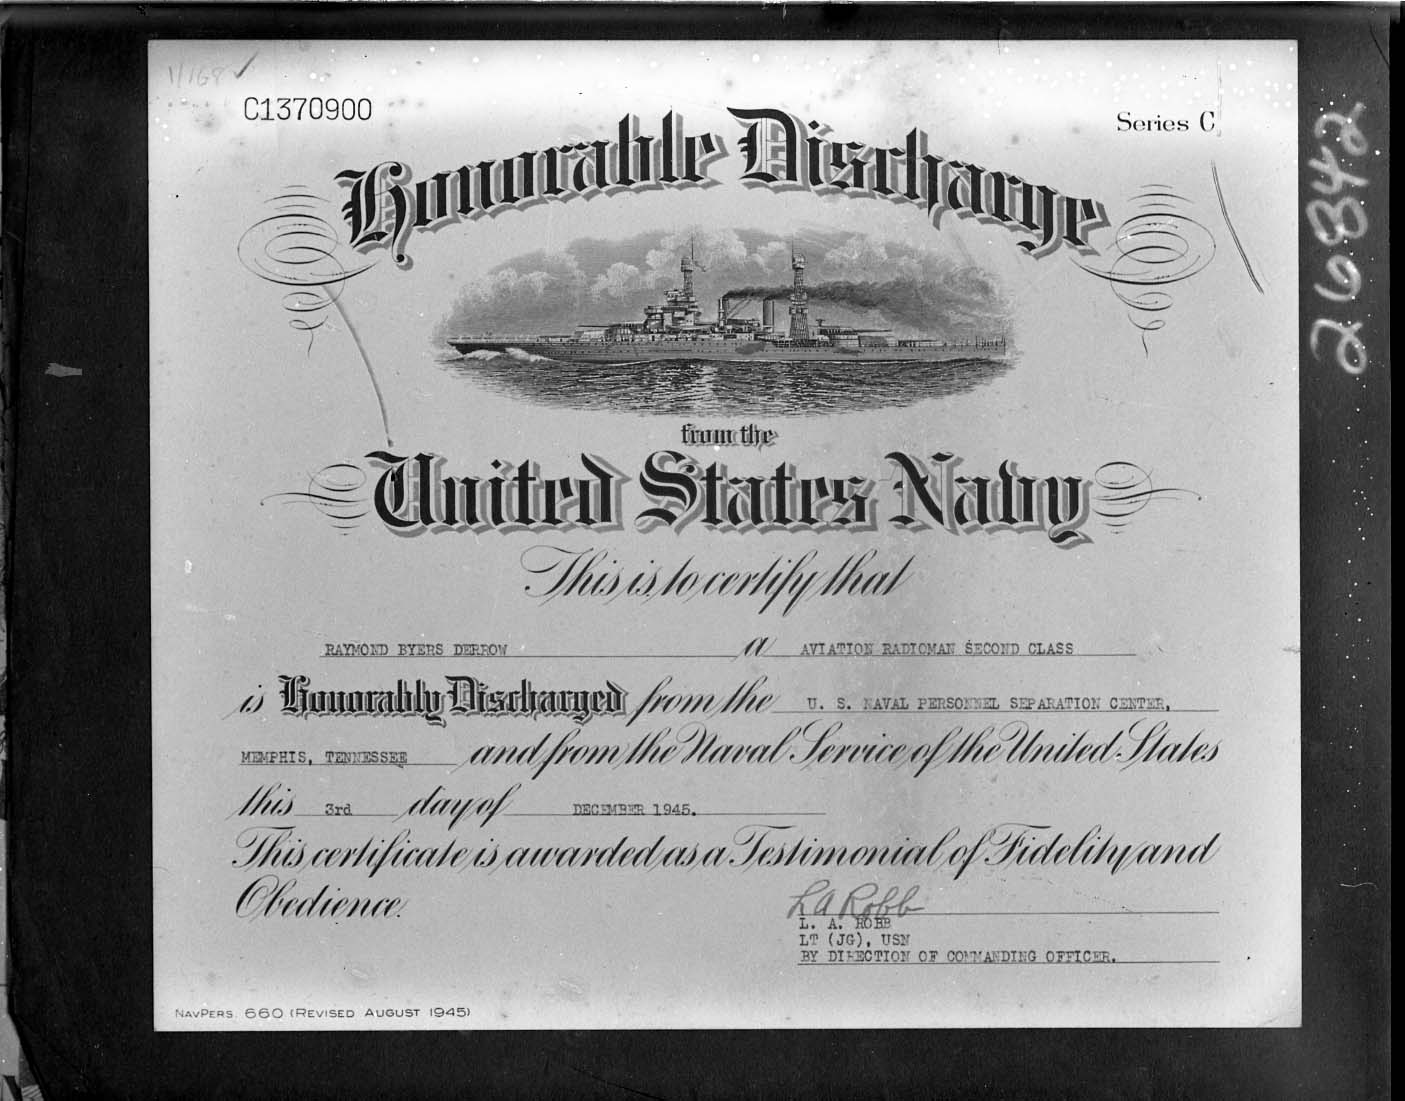 1/168 ✓
C1370900
Series C
Honorable Discharge
from the
United States Navy
This is to certify that
RAYMOND BYERS DERROW a AVIATION RADIOMAN SECOND CLASS
is Honorably Discharged from the U. S. NAVAL PERSONNEL SEPARATION CENTER,
MEMPHIS, TENNESSEE and from the Naval Service of the United States
this 3rd day of DECEMBER 1945.
This certificate is awarded as a Testimonial of Fidelity and
Obedience.
L A Robb
L. A. ROBB
LT (JG), USN
BY DIRECTION OF COMMANDING OFFICER.
NAVPERS. 660 (REVISED AUGUST 1945)
26842